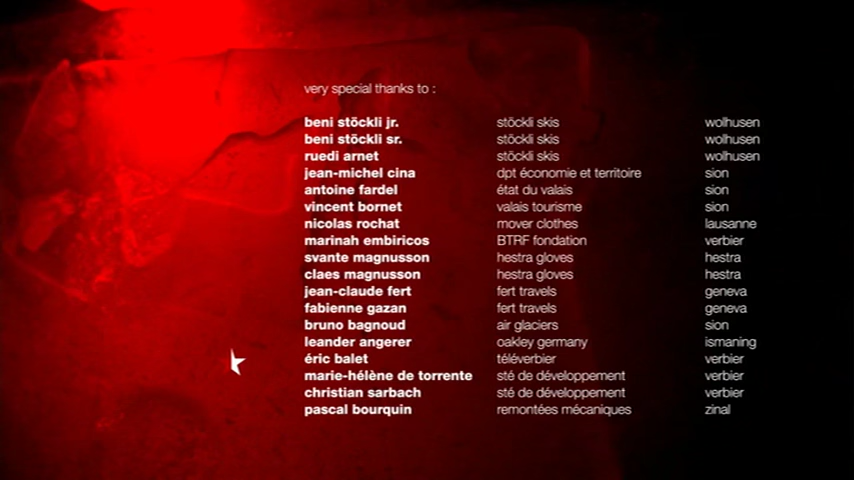 very special thanks to :
beni stöckli jr. stöckli skis wolhusen
beni stöckli sr. stöckli skis wolhusen
ruedi arnet stöckli skis wolhusen
jean-michel cina dpt économie et territoire sion
antoine fardel état du valais sion
vincent bornet valais tourisme sion
nicolas rochat mover clothes lausanne
marinah embiricos BTRF fondation verbier
svante magnusson hestra gloves hestra
claes magnusson hestra gloves hestra
jean-claude fert fert travels geneva
fabienne gazan fert travels geneva
bruno bagnoud air glaciers sion
leander angerer oakley germany ismaning
éric balet téléverbier verbier
marie-hélène de torrente sté de développement verbier
christian sarbach sté de développement verbier
pascal bourquin remontées mécaniques zinal